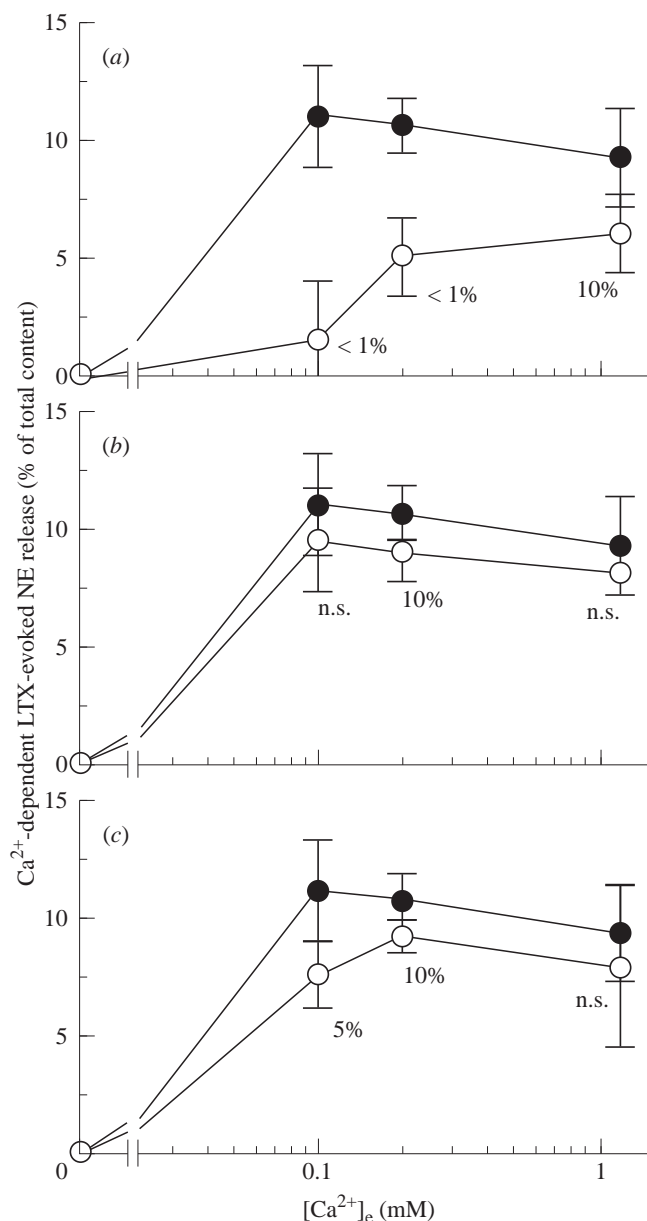 Ca2+-dependent LTX-evoked NE release (% of total content)
15
(a)
10
5
< 1%
10%
< 1%
0
15
(b)
10
n.s.
10%
n.s.
5
0
15
(c)
10
10%
n.s.
5
5%
0
0.1
1
[Ca2+]e (mM)